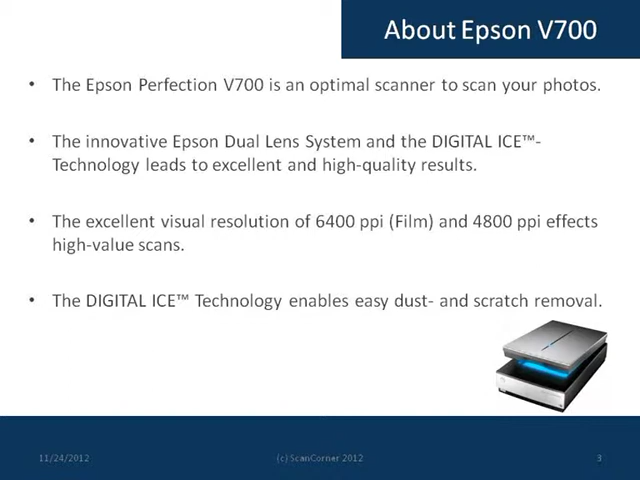 About Epson V700
• The Epson Perfection V700 is an optimal scanner to scan your photos.
• The innovative Epson Dual Lens System and the DIGITAL ICE™-
Technology leads to excellent and high-quality results.
• The excellent visual resolution of 6400 ppi (Film) and 4800 ppi effects
high-value scans.
• The DIGITAL ICE™ Technology enables easy dust- and scratch removal.
11/24/2012
(c) ScanCorner 2012
3